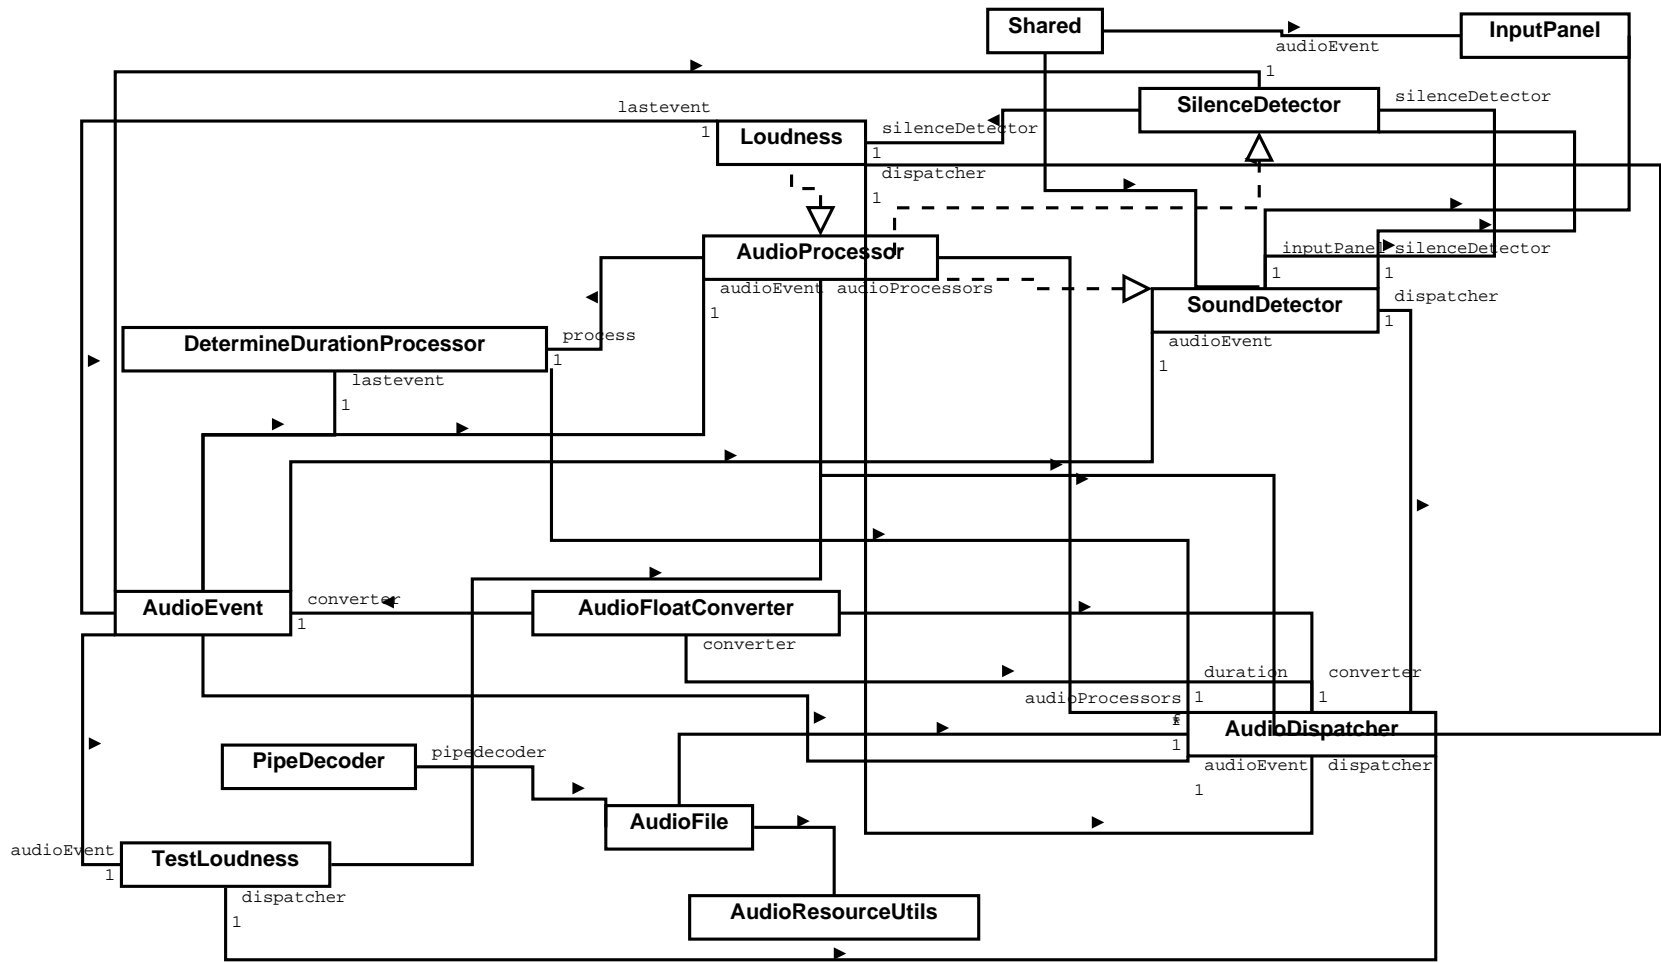 Shared
InputPanel
audioEvent
1
SilenceDetector
silenceDetector
lastevent
1
Loudness
silenceDetector
1
dispatcher
1
AudioProcessor
inputPanel
1
silenceDetector
1
audioEvent
1
audioProcessors
SoundDetector
dispatcher
1
DetermineDurationProcessor
process
1
audioEvent
1
lastevent
1
AudioEvent
converter
1
AudioFloatConverter
converter
duration
1
converter
1
audioProcessors
1
AudioDispatcher
PipeDecoder
pipedecoder
audioEvent
1
dispatcher
AudioFile
audioEvent
1
TestLoudness
dispatcher
1
AudioResourceUtils